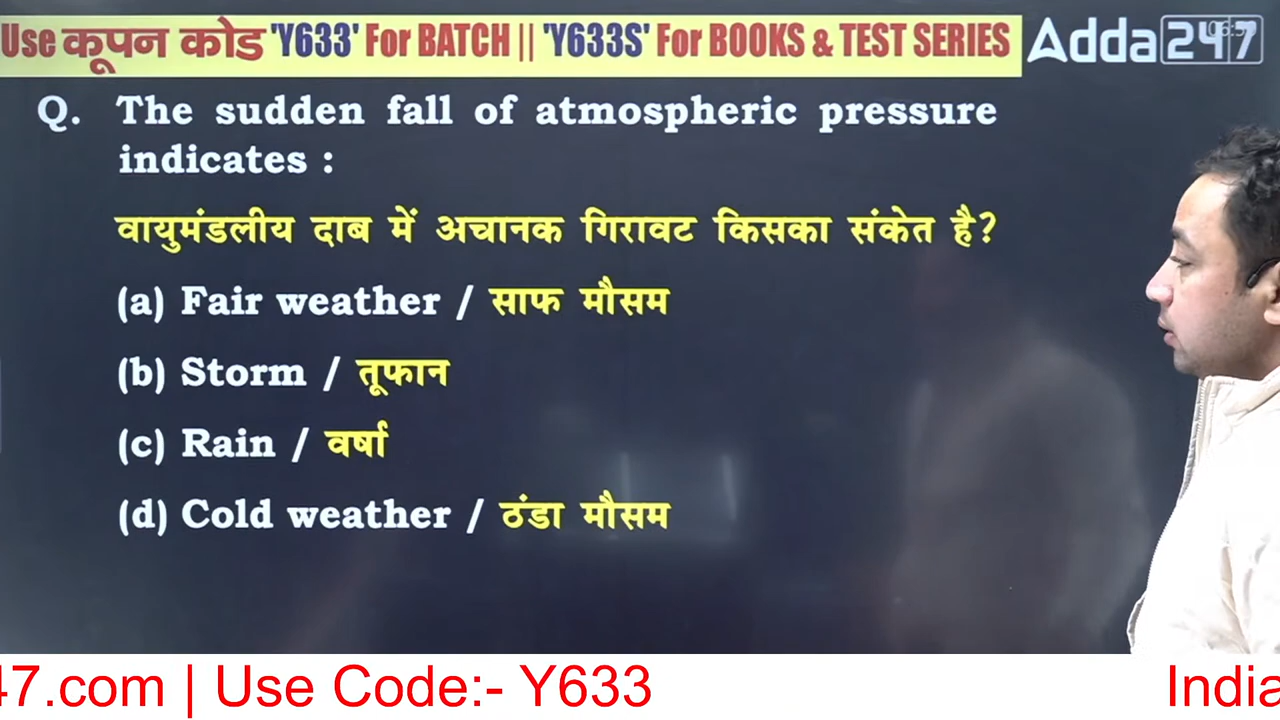 Use कूपन कोड 'Y633' For BATCH || 'Y633S' For BOOKS & TEST SERIES
Adda247
Q. The sudden fall of atmospheric pressure
indicates :
वायुमंडलीय दाब में अचानक गिरावट किसका संकेत है?
(a) Fair weather / साफ मौसम
(b) Storm / तूफान
(c) Rain / वर्षा
(d) Cold weather / ठंडा मौसम
47.com | Use Code:- Y633
India